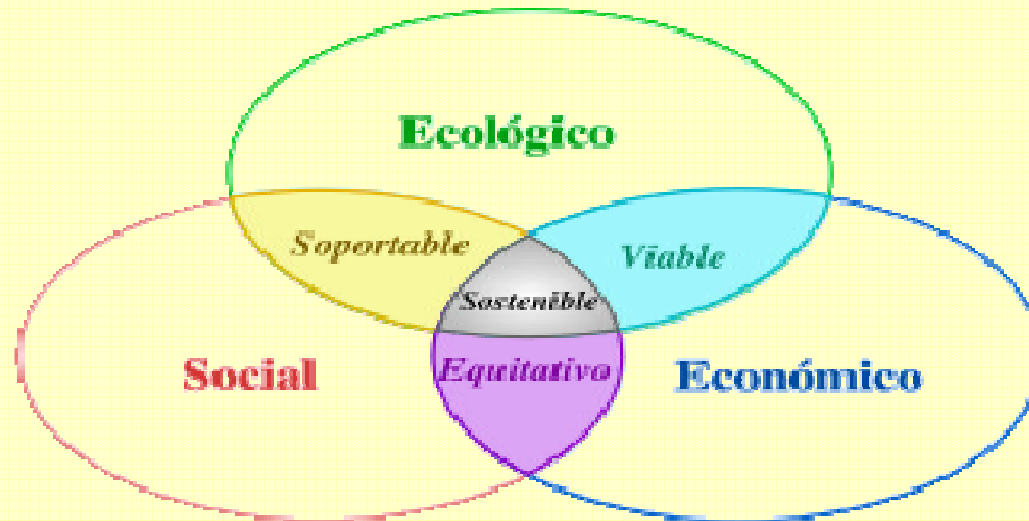 Ecológico
Soportable
Viable
Sostenible
Social
Equitativo
Económico